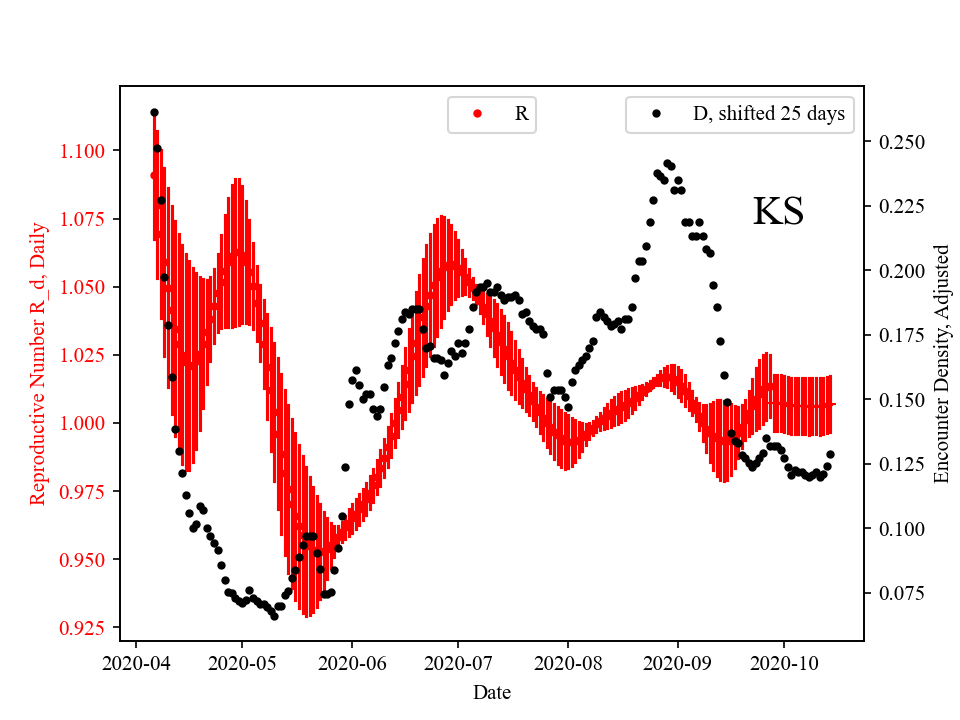 R
D, shifted 25 days
KS
Reproductive Number R_d, Daily
1.100
1.075
1.050
1.025
1.000
0.975
0.950
0.925
0.250
0.225
0.200
0.175
0.150
0.125
0.100
0.075
Encounter Density, Adjusted
2020-04 2020-05 2020-06 2020-07 2020-08 2020-09 2020-10
Date